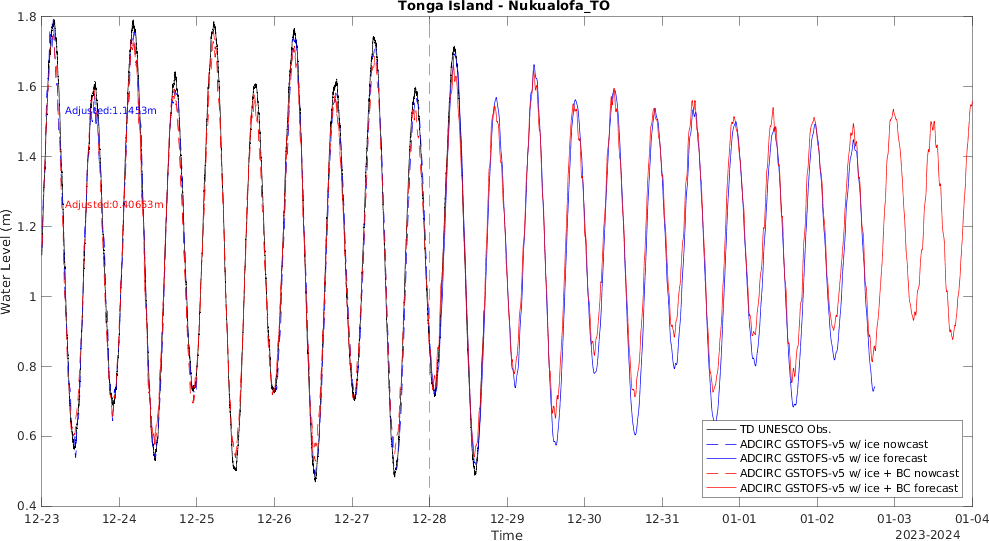 Tonga Island - Nukualofa_TO
1.8
1.6
1.4
1.2
1
0.8
0.6
0.4
Water Level (m)
Adjusted:1.1453m
Adjusted:0.40663m
TD UNESCO Obs.
ADCIRC GSTOFS-v5 w/ ice nowcast
ADCIRC GSTOFS-v5 w/ ice forecast
ADCIRC GSTOFS-v5 w/ ice + BC nowcast
ADCIRC GSTOFS-v5 w/ ice + BC forecast
12-23 12-24 12-25 12-26 12-27 12-28 12-29 12-30 12-31 01-01 01-02 01-03 01-04
Time
2023-2024